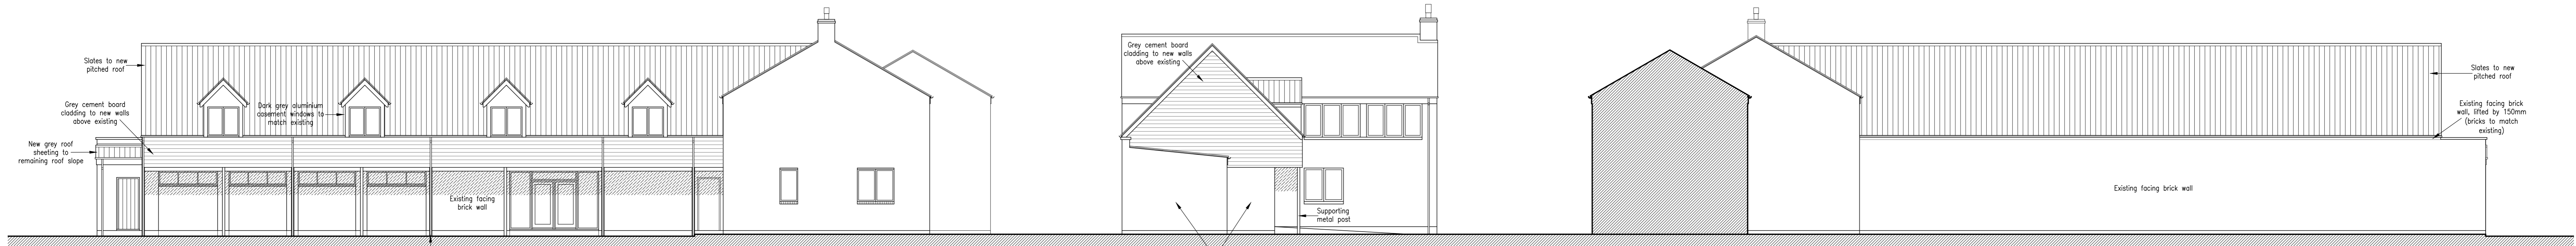 Slates to new
pitched roof
Grey cement board
cladding to new walls
above existing
Dark grey aluminium
casement windows to
match existing
New grey roof
sheeting to
remaining roof slope
Existing facing
brick wall
Grey cement board
cladding to new walls
above existing
Supporting
metal post
Slates to new
pitched roof
Existing facing brick
wall, lifted by 150mm
(bricks to match
existing)
Existing facing brick wall